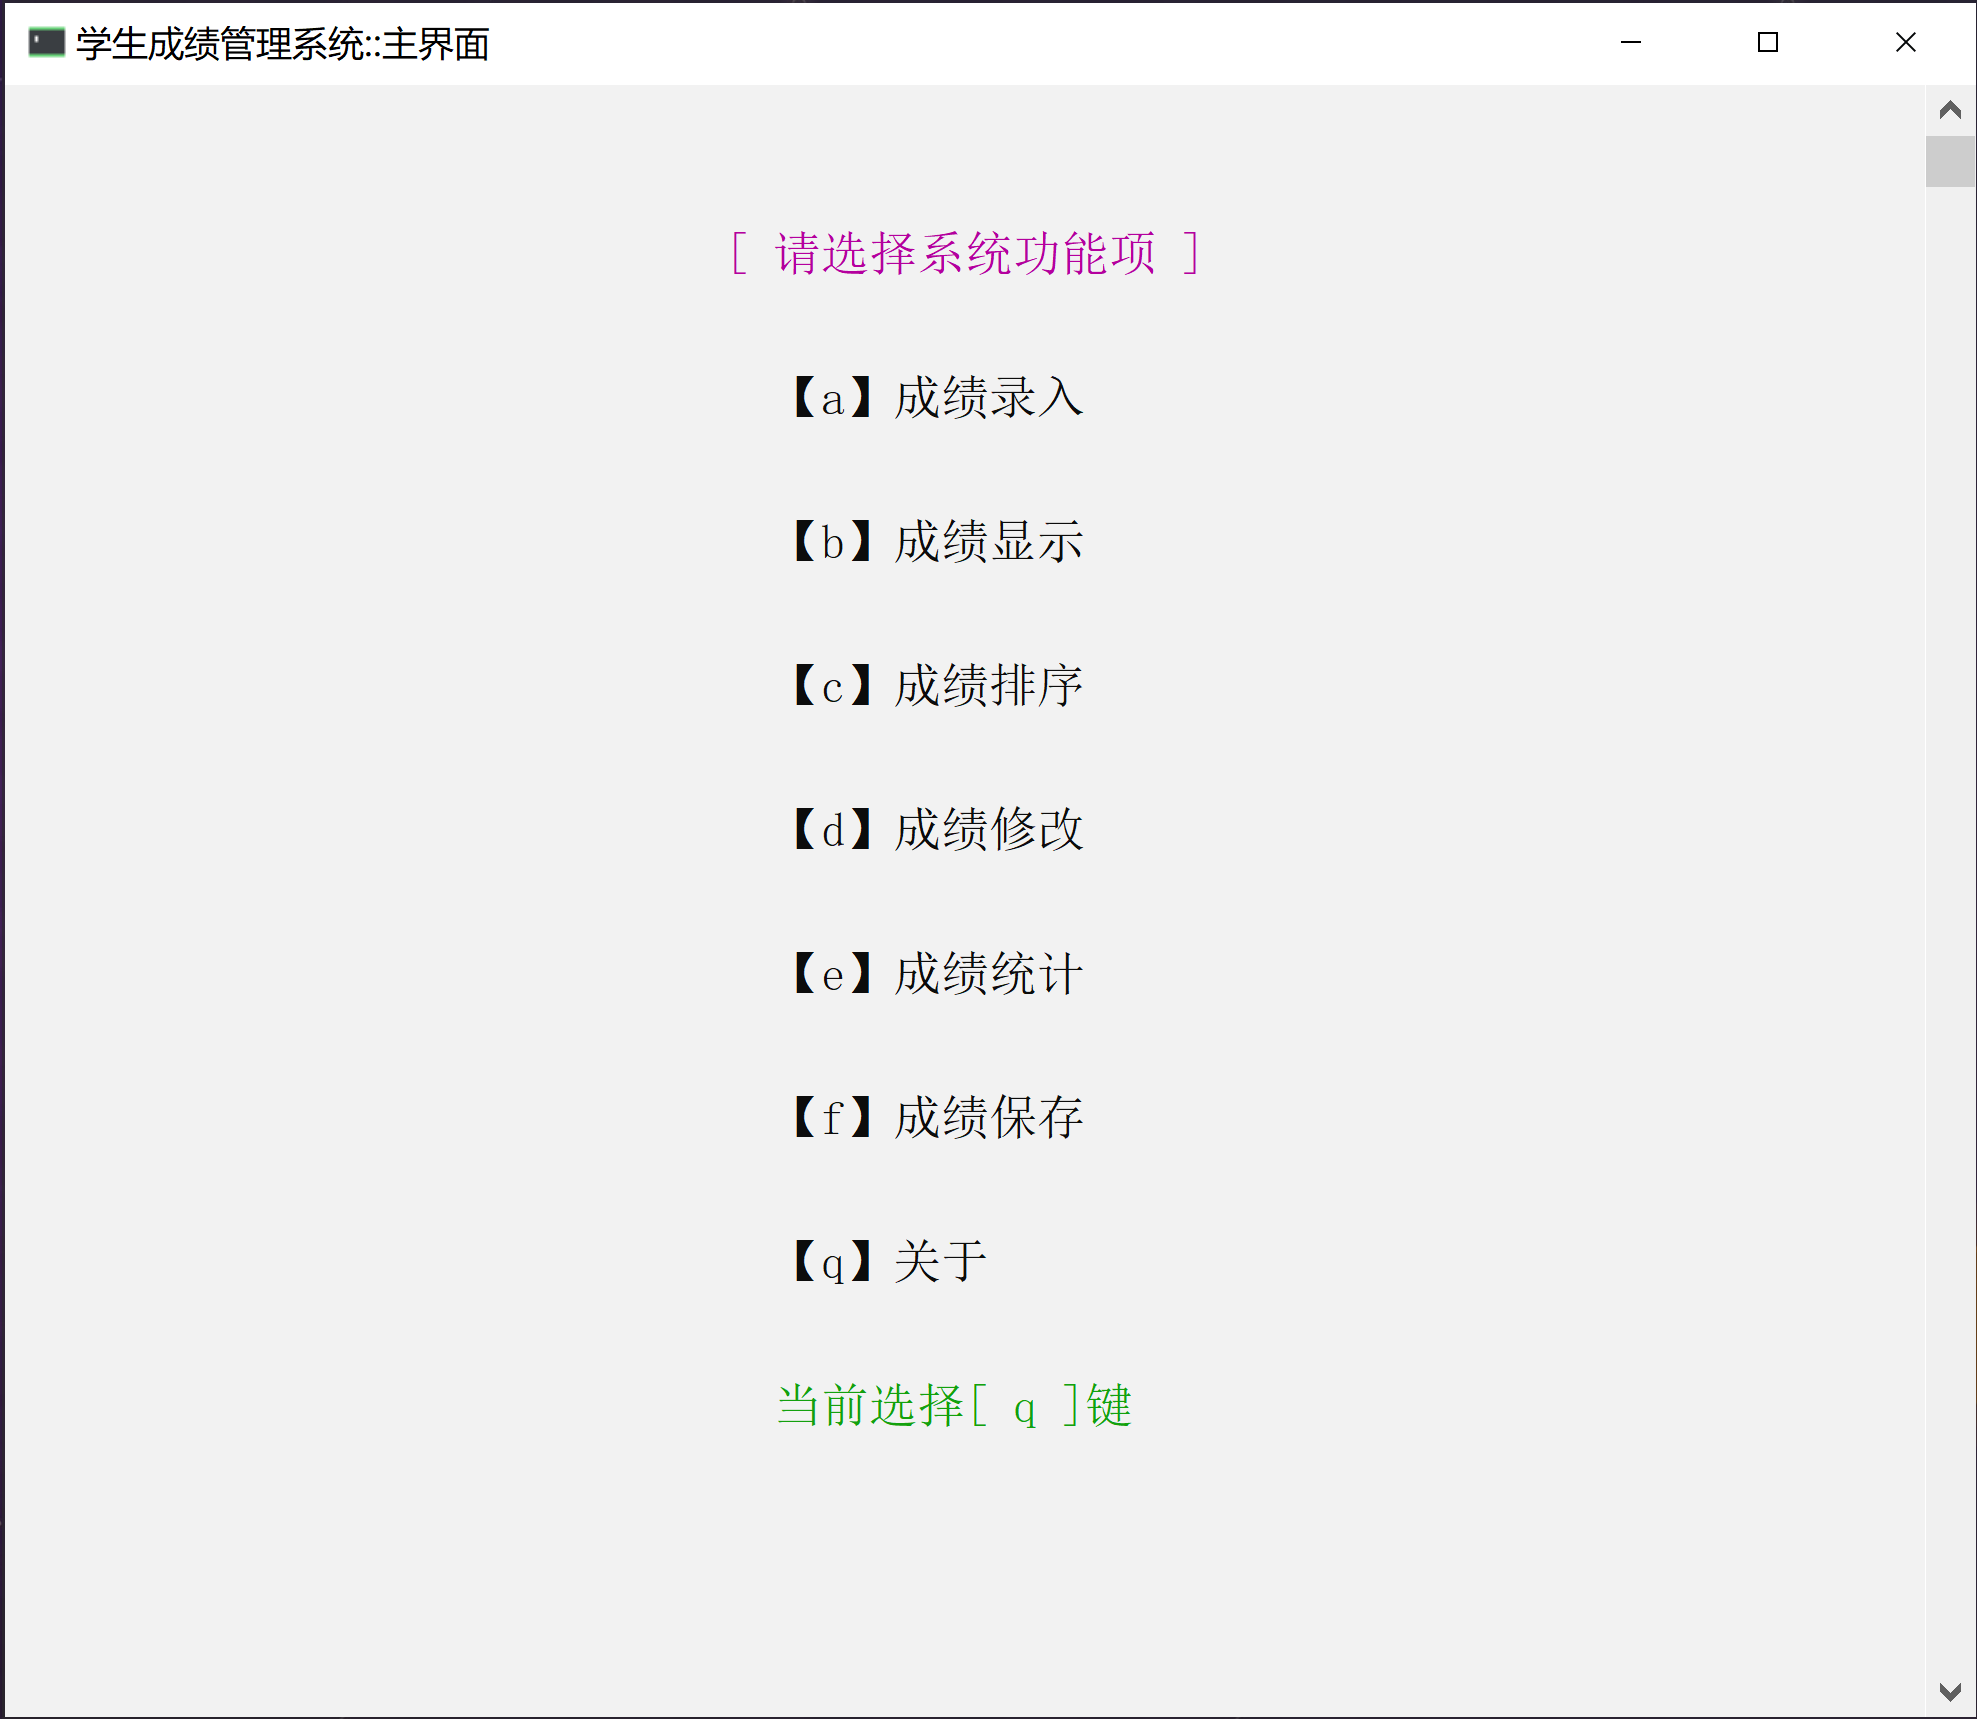 学生成绩管理系统::主界面
[ 请选择系统功能项 ]
【a】成绩录入
【b】成绩显示
【c】成绩排序
【d】成绩修改
【e】成绩统计
【f】成绩保存
【q】关于
当前选择[ q ]键